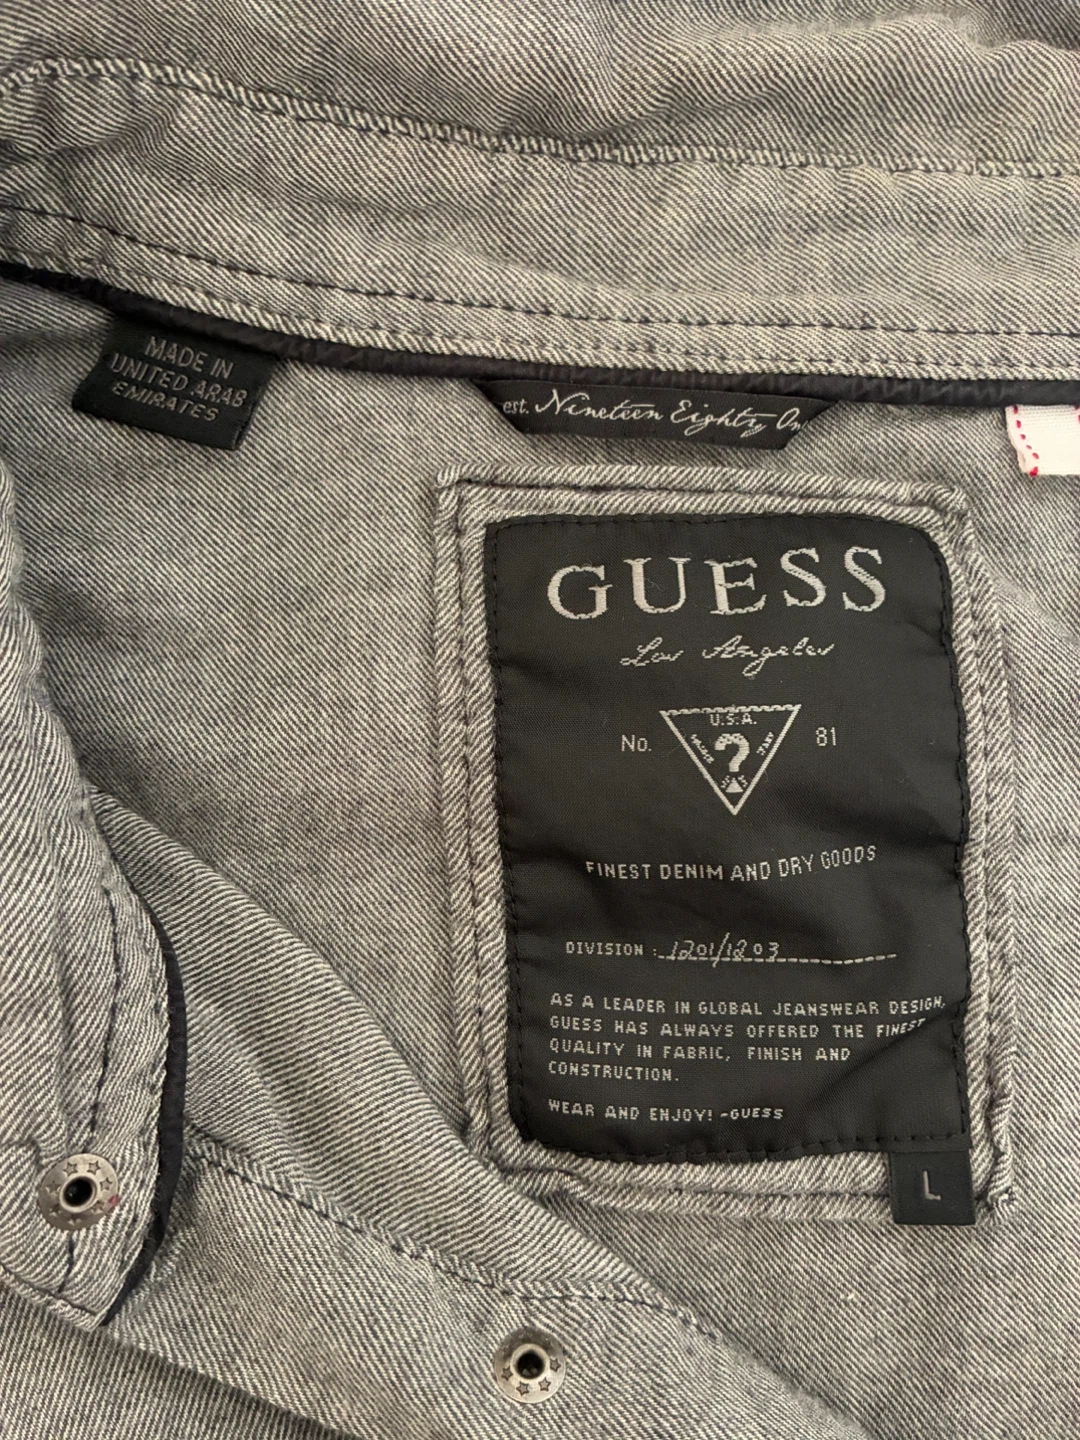 MADE IN
UNITED ARAB
EMIRATES
est. Nineteen Eighty On
GUESS
Los Angeles
U.S.A.
No. ? 81
FINEST DENIM AND DRY GOODS
DIVISION : 1201/1203
AS A LEADER IN GLOBAL JEANSWEAR DESIGN,
GUESS HAS ALWAYS OFFERED THE FINEST
QUALITY IN FABRIC, FINISH AND
CONSTRUCTION.
WEAR AND ENJOY! -GUESS
L